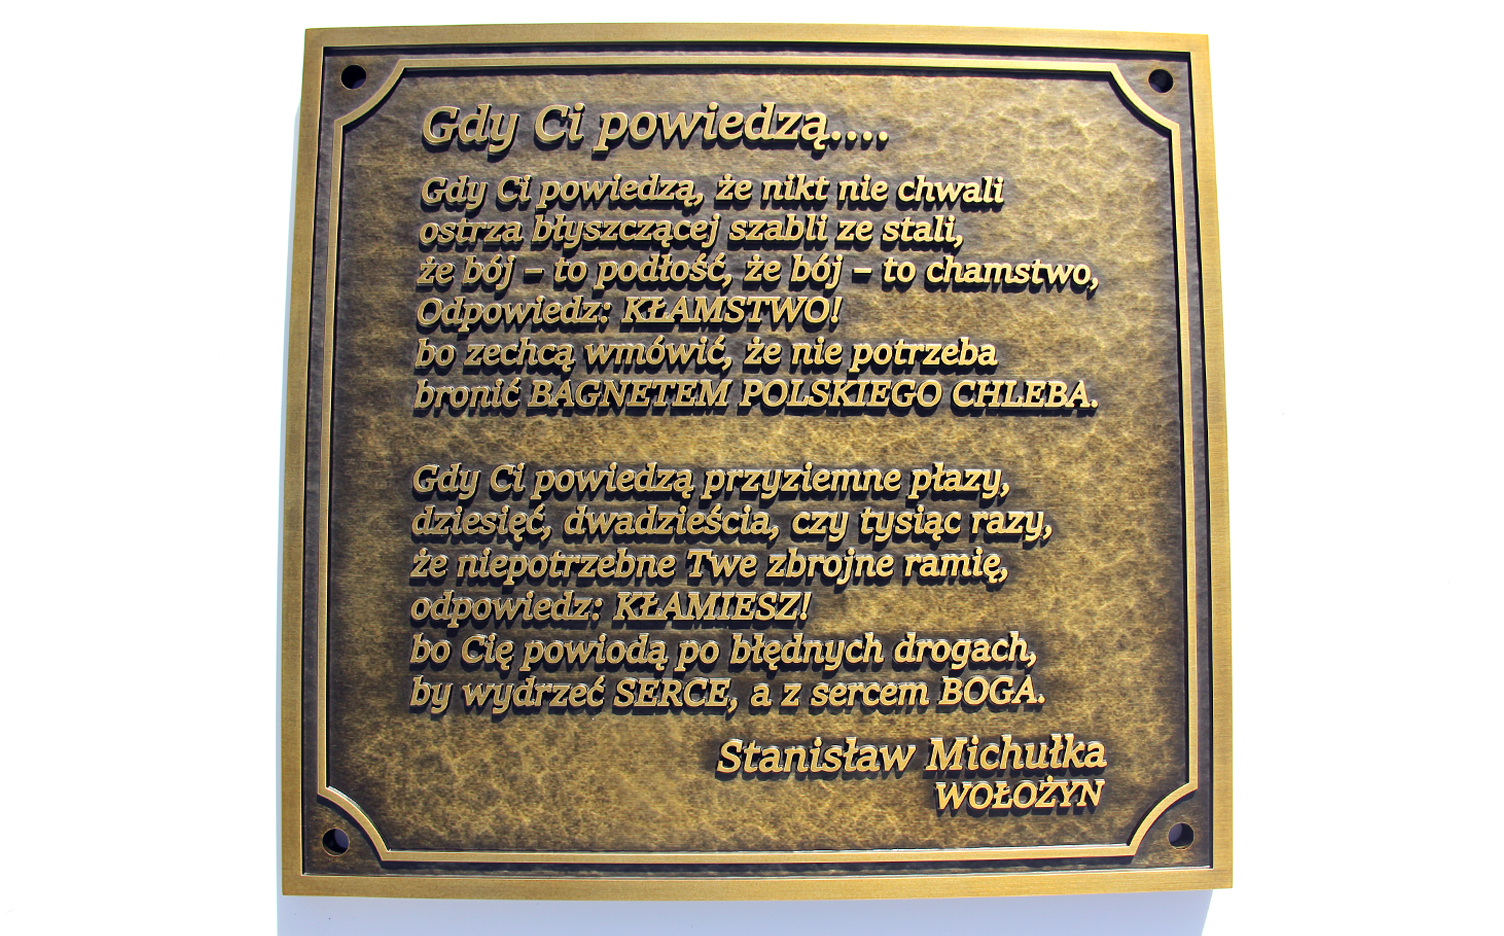 Gdy Ci powiedzą....
Gdy Ci powiedzą, że nikt nie chwali
ostrza błyszczącej szabli ze stali,
że bój – to podłość, że bój – to chamstwo,
Odpowiedz: KŁAMSTWO!
bo zechcą wmówić, że nie potrzeba
bronić BAGNETEM POLSKIEGO CHLEBA.
Gdy Ci powiedzą przyziemne płazy,
dziesięć, dwadzieścia, czy tysiąc razy,
że niepotrzebne Twe zbrojne ramię,
odpowiedz: KŁAMIESZ!
bo Cię powiodą po błędnych drogach,
by wydrzeć SERCE, a z sercem BOGA.
Stanisław Michułka
WOŁOŻYN